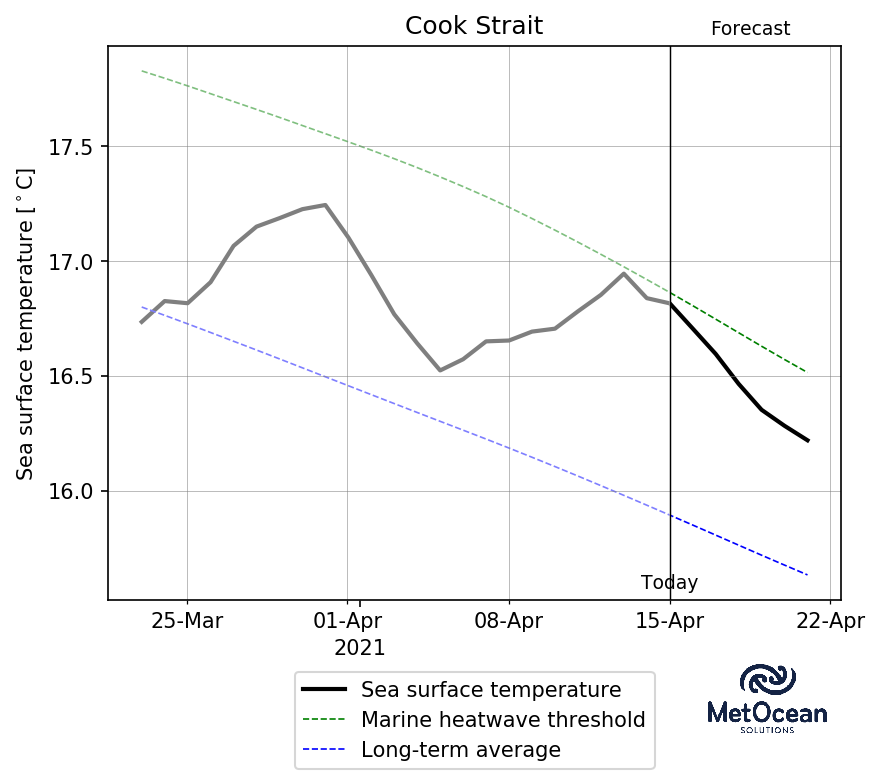 Cook Strait
Forecast
Sea surface temperature [°C]
17.5
17.0
16.5
16.0
Today
25-Mar 01-Apr 08-Apr 15-Apr 22-Apr
2021
Sea surface temperature
Marine heatwave threshold
Long-term average
MetOcean
SOLUTIONS